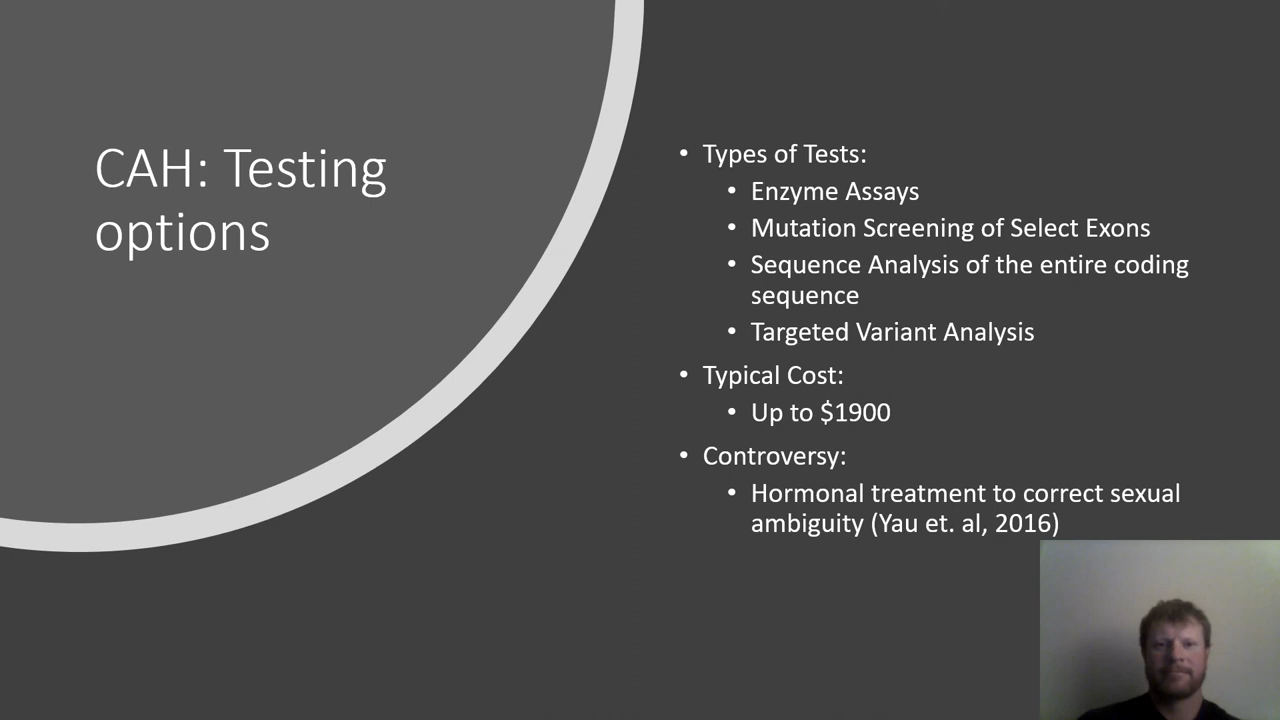 CAH: Testing
options
• Types of Tests:
• Enzyme Assays
• Mutation Screening of Select Exons
• Sequence Analysis of the entire coding
sequence
• Targeted Variant Analysis
• Typical Cost:
• Up to $1900
• Controversy:
• Hormonal treatment to correct sexual
ambiguity (Yau et. al, 2016)